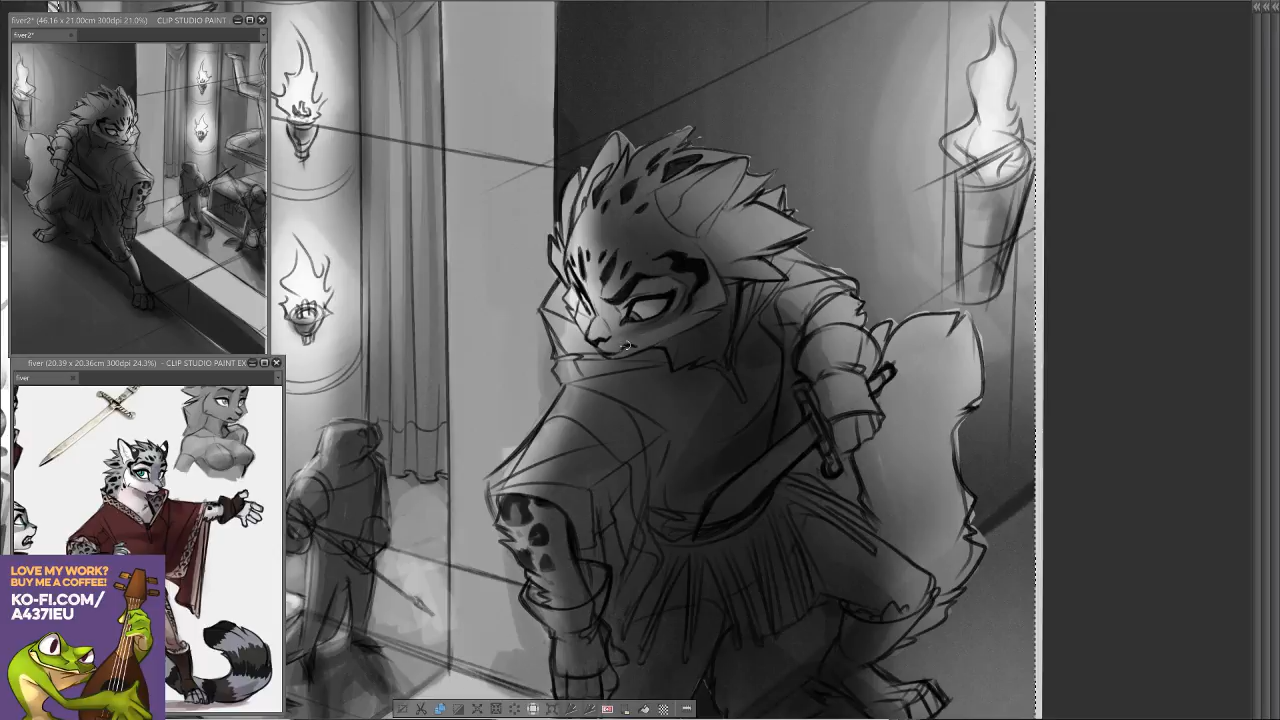 fiver2* (46.16 x 21.00cm 300dpi 21.0%) - CLIP STUDIO PAINT
fiver2*
fiver (20.39 x 20.36cm 300dpi 24.3%) - CLIP STUDIO PAINT EX
fiver
LOVE MY WORK?
BUY ME A COFFEE!
KO-FI.COM/
A437IEU